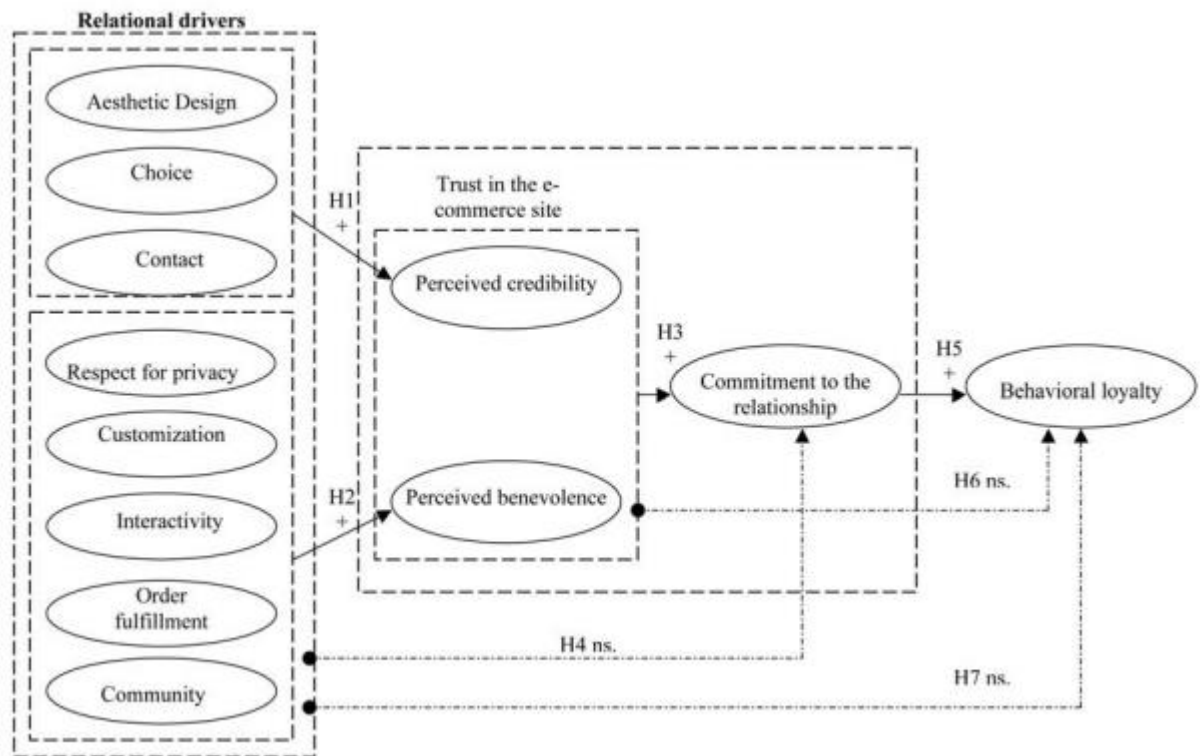 Relational drivers
Aesthetic Design
Choice
Contact
Respect for privacy
Customization
Interactivity
Order
fulfillment
Community
H1
+
H2
+
Trust in the e-
commerce site
Perceived credibility
Perceived benevolence
H3
+
Commitment to the
relationship
H5
+
Behavioral loyalty
H6 ns.
H4 ns.
H7 ns.